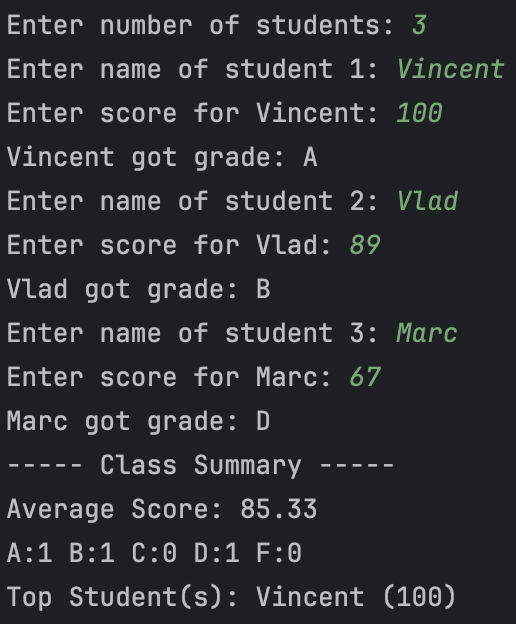 Enter number of students: 3
Enter name of student 1: Vincent
Enter score for Vincent: 100
Vincent got grade: A
Enter name of student 2: Vlad
Enter score for Vlad: 89
Vlad got grade: B
Enter name of student 3: Marc
Enter score for Marc: 67
Marc got grade: D
----- Class Summary -----
Average Score: 85.33
A:1 B:1 C:0 D:1 F:0
Top Student(s): Vincent (100)